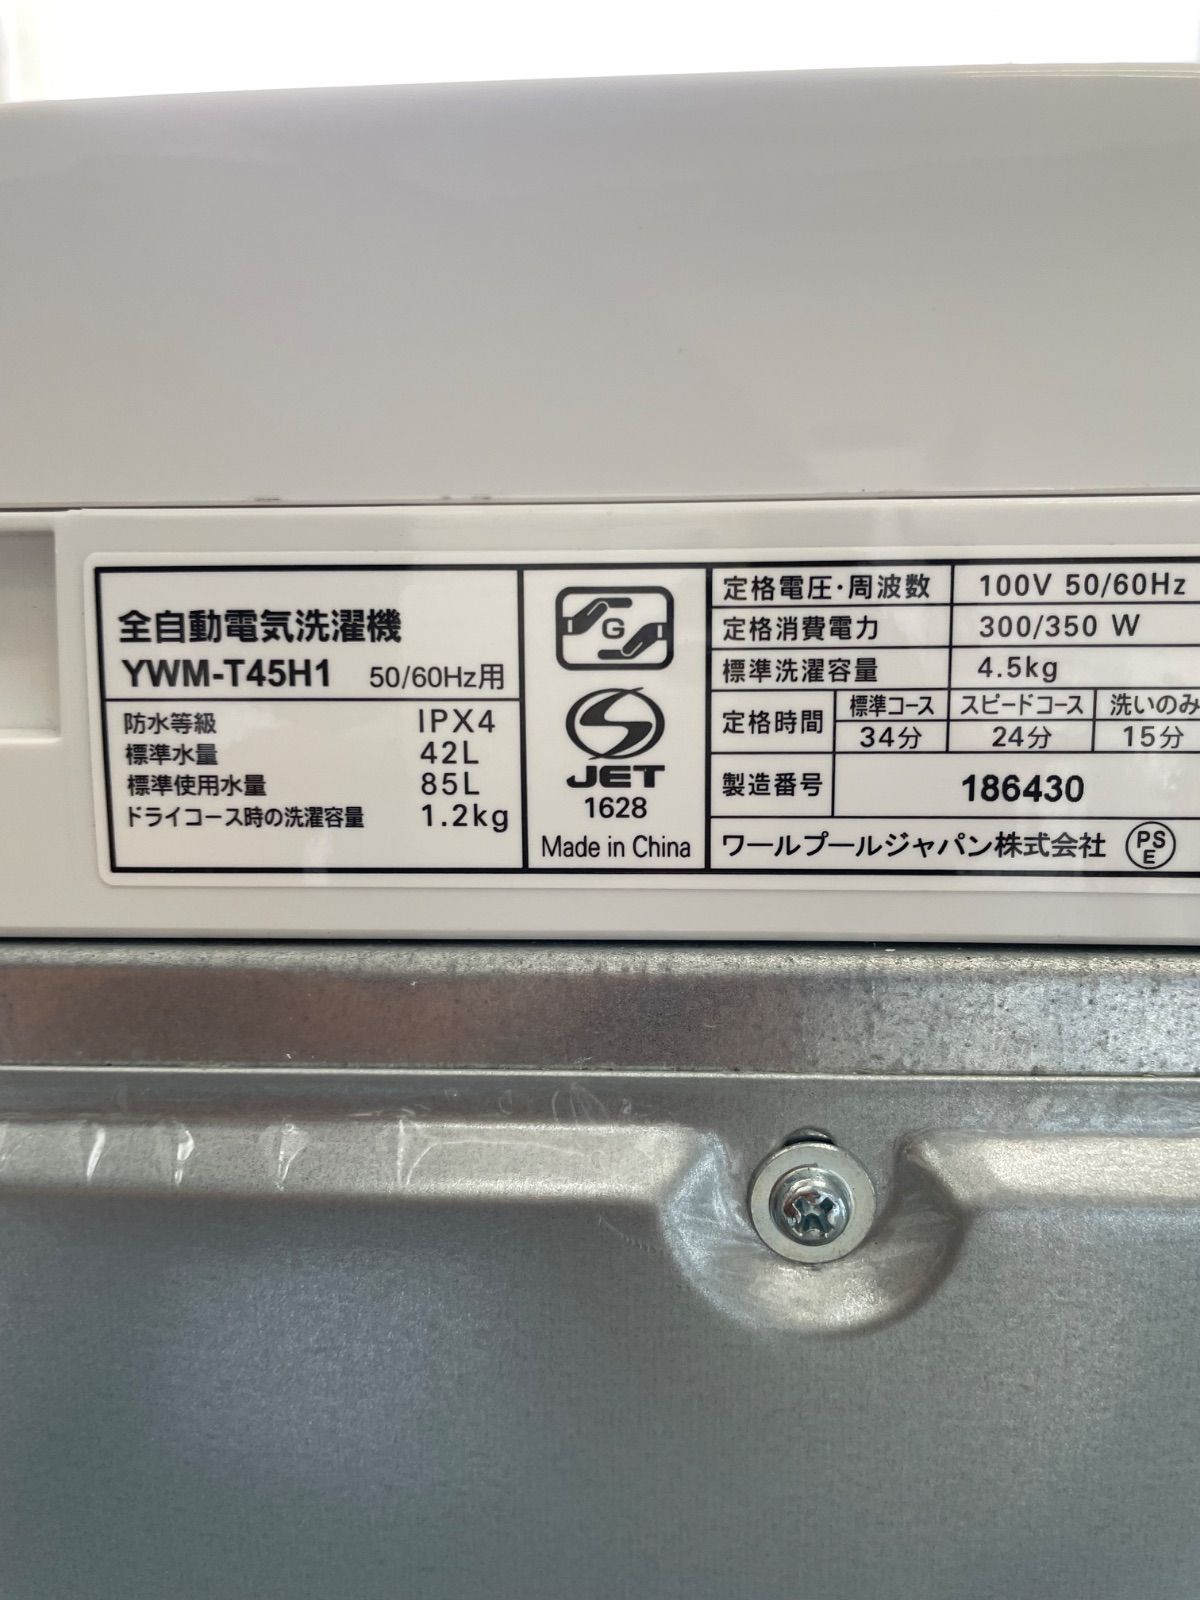 全自動電気洗濯機
YWM-T45H1 50/60Hz用
防水等級 IPX4
標準水量 42L
標準使用水量 85L
ドライコース時の洗濯容量 1.2kg
G
S
JET
1628
Made in China
定格電圧・周波数 100V 50/60Hz
定格消費電力 300/350 W
標準洗濯容量 4.5kg
定格時間 標準コース スピードコース 洗いのみ
34分 24分 15分
製造番号 186430
ワールプールジャパン株式会社 PSE